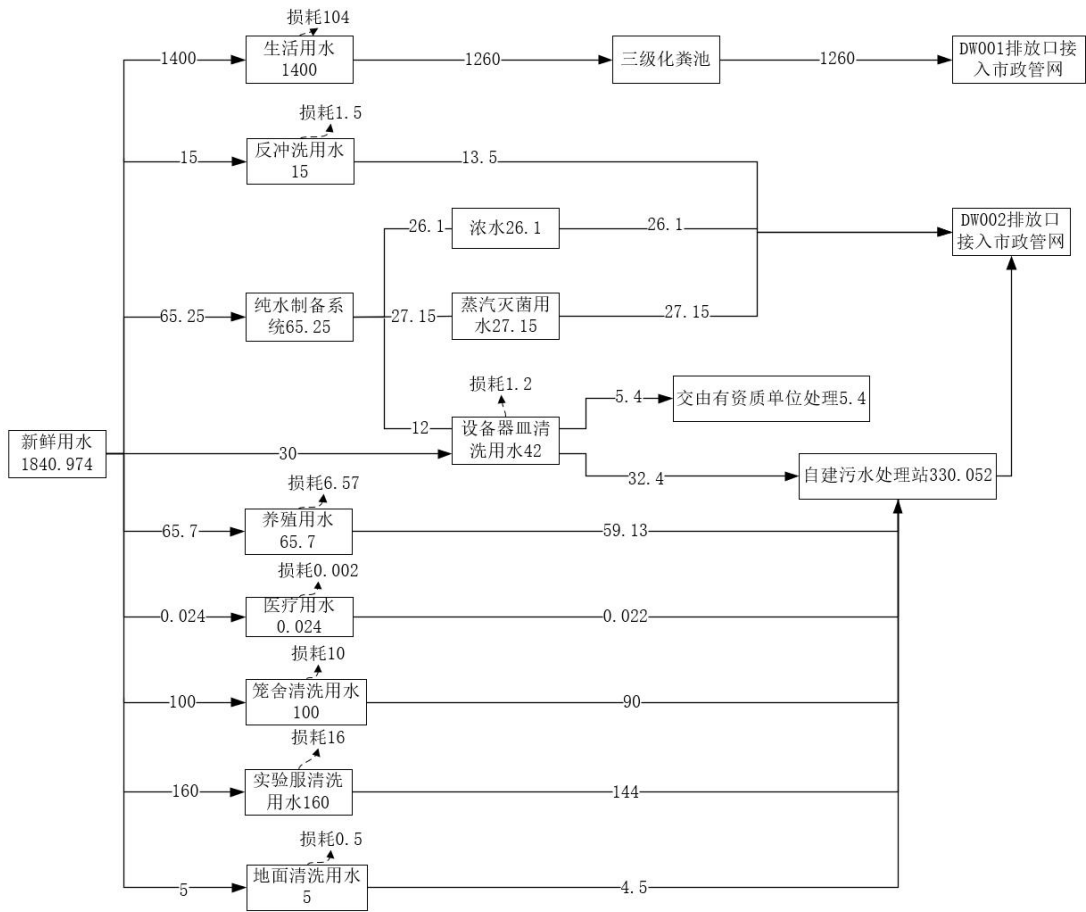 损耗104
1400
生活用水
1400
1260
三级化粪池
1260
DW001排放口接
入市政管网
损耗1.5
15
反冲洗用水
15
13.5
26.1
浓水26.1
26.1
DW002排放口
接入市政管网
65.25
纯水制备系
统65.25
27.15
蒸汽灭菌用
水27.15
27.15
损耗1.2
5.4
交由有资质单位处理5.4
12
设备器皿清
洗用水42
新鲜用水
1840.974
30
32.4
自建污水处理站330.052
损耗6.57
65.7
养殖用水
65.7
59.13
损耗0.002
0.024
医疗用水
0.024
0.022
损耗10
100
笼舍清洗用水
100
90
损耗16
160
实验服清洗
用水160
144
损耗0.5
5
地面清洗用水
5
4.5